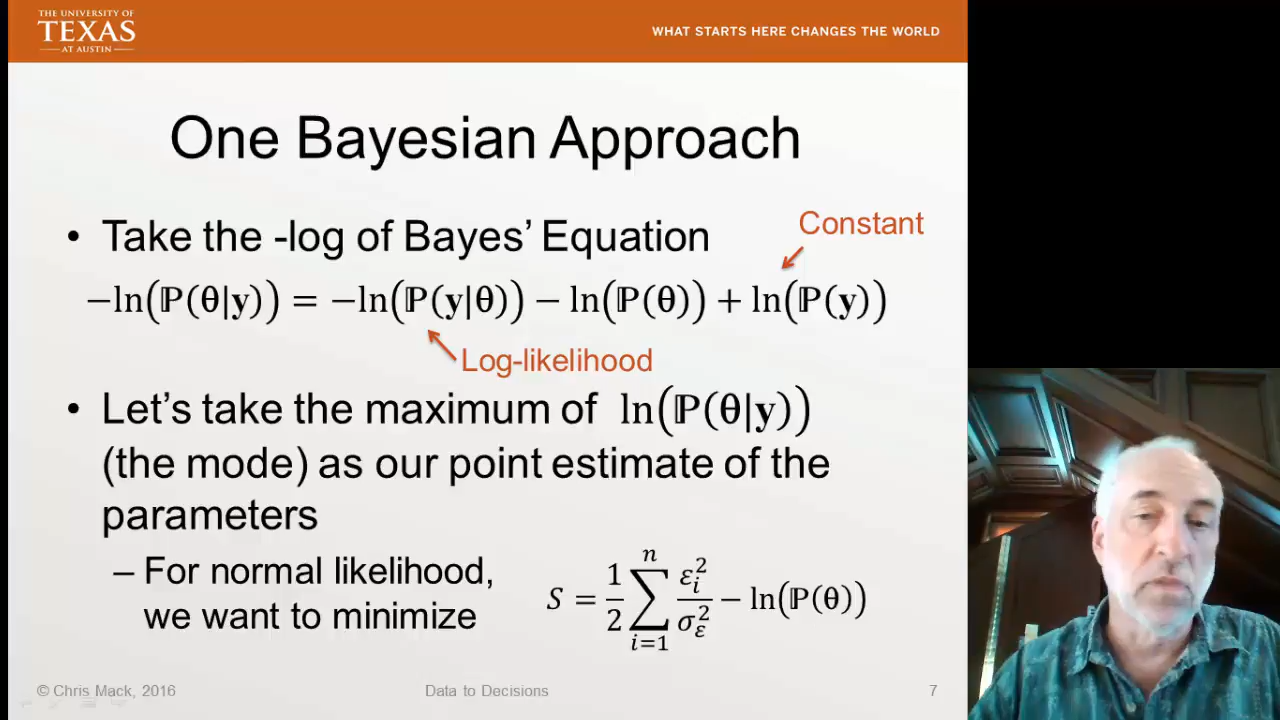 THE UNIVERSITY OF
TEXAS
AT AUSTIN
WHAT STARTS HERE CHANGES THE WORLD
One Bayesian Approach
• Take the -log of Bayes’ Equation
Constant
−ln(ℙ(θ|y)) = −ln(ℙ(y|θ)) − ln(ℙ(θ)) + ln(ℙ(y))
Log-likelihood
• Let’s take the maximum of ln(ℙ(θ|y))
(the mode) as our point estimate of the
parameters
– For normal likelihood,
we want to minimize
S = 1/2 ∑_{i=1}^{n} ε_i^2/σ_ε^2 − ln(ℙ(θ))
© Chris Mack, 2016
Data to Decisions
7